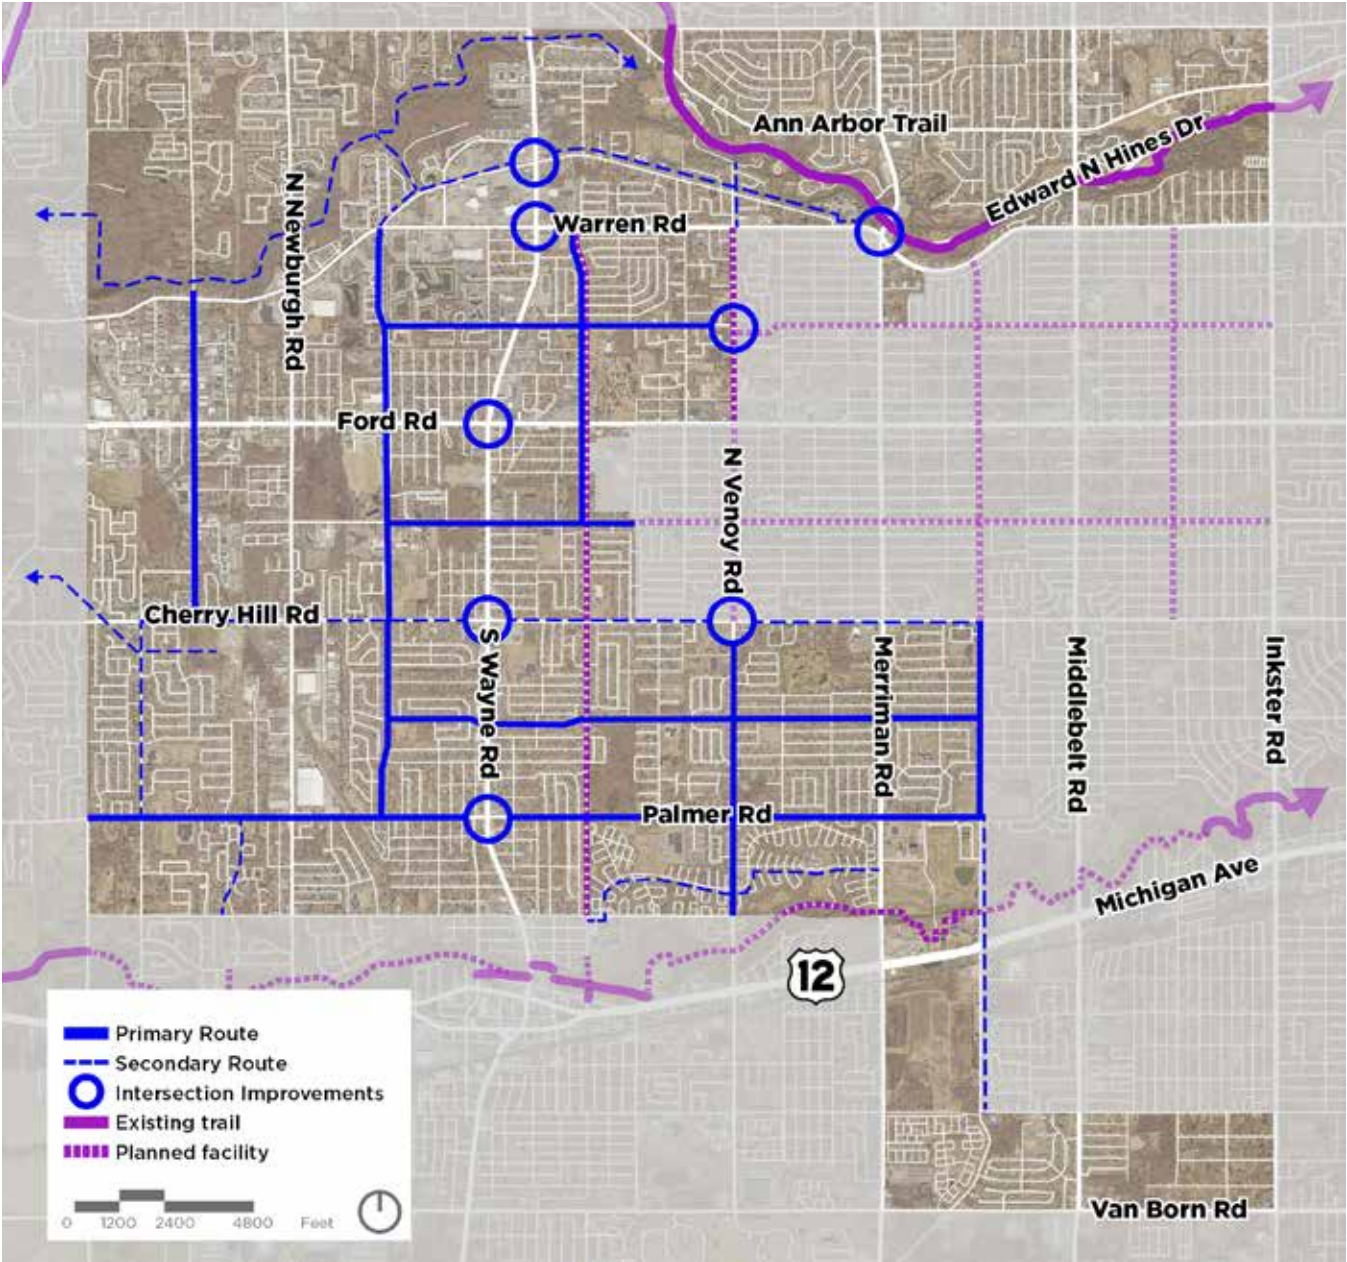 Ann Arbor Trail
Edward N Hines Dr
N Newburgh Rd
Warren Rd
Ford Rd
N Venoy Rd
Cherry Hill Rd
S Wayne Rd
Merriman Rd
Middlebelt Rd
Inkster Rd
Palmer Rd
Michigan Ave
12
Primary Route
Secondary Route
Intersection Improvements
Existing trail
Planned facility
0 1200 2400 4800 Feet
Van Born Rd